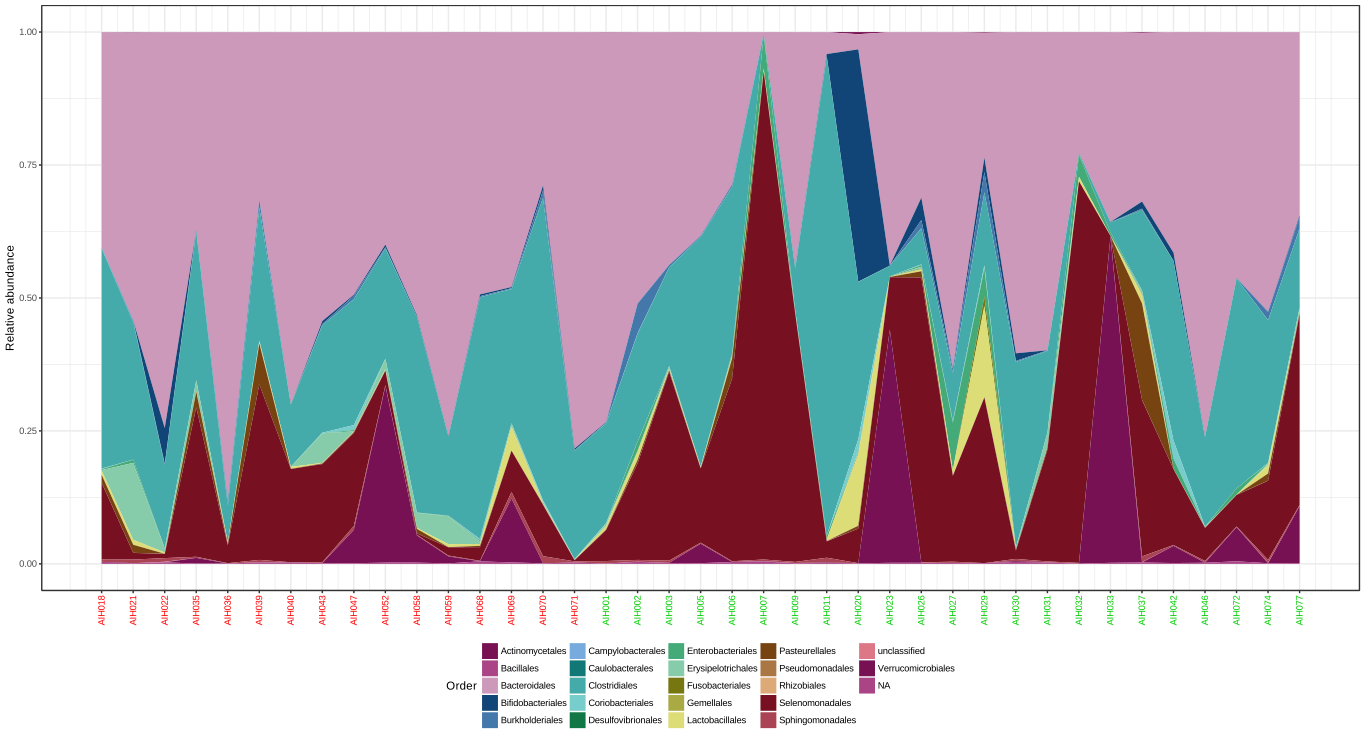 Relative abundance
1.00
0.75
0.50
0.25
0.00
AIH018 AIH021 AIH022 AIH035 AIH036 AIH039 AIH040 AIH043 AIH047 AIH052 AIH058 AIH059 AIH068 AIH069 AIH070 AIH071 AIH001 AIH002 AIH003 AIH005 AIH006 AIH007 AIH009 AIH011 AIH020 AIH023 AIH026 AIH027 AIH029 AIH030 AIH031 AIH032 AIH033 AIH037 AIH042 AIH046 AIH072 AIH074 AIH077
Actinomycetales Campylobacterales Enterobacteriales Pasteurellales unclassified
Bacillales Caulobacterales Erysipelotrichales Pseudomonadales Verrucomicrobiales
Order Bacteroidales Clostridiales Fusobacteriales Rhizobiales NA
Bifidobacteriales Coriobacteriales Gemellales Selenomonadales
Burkholderiales Desulfovibrionales Lactobacillales Sphingomonadales